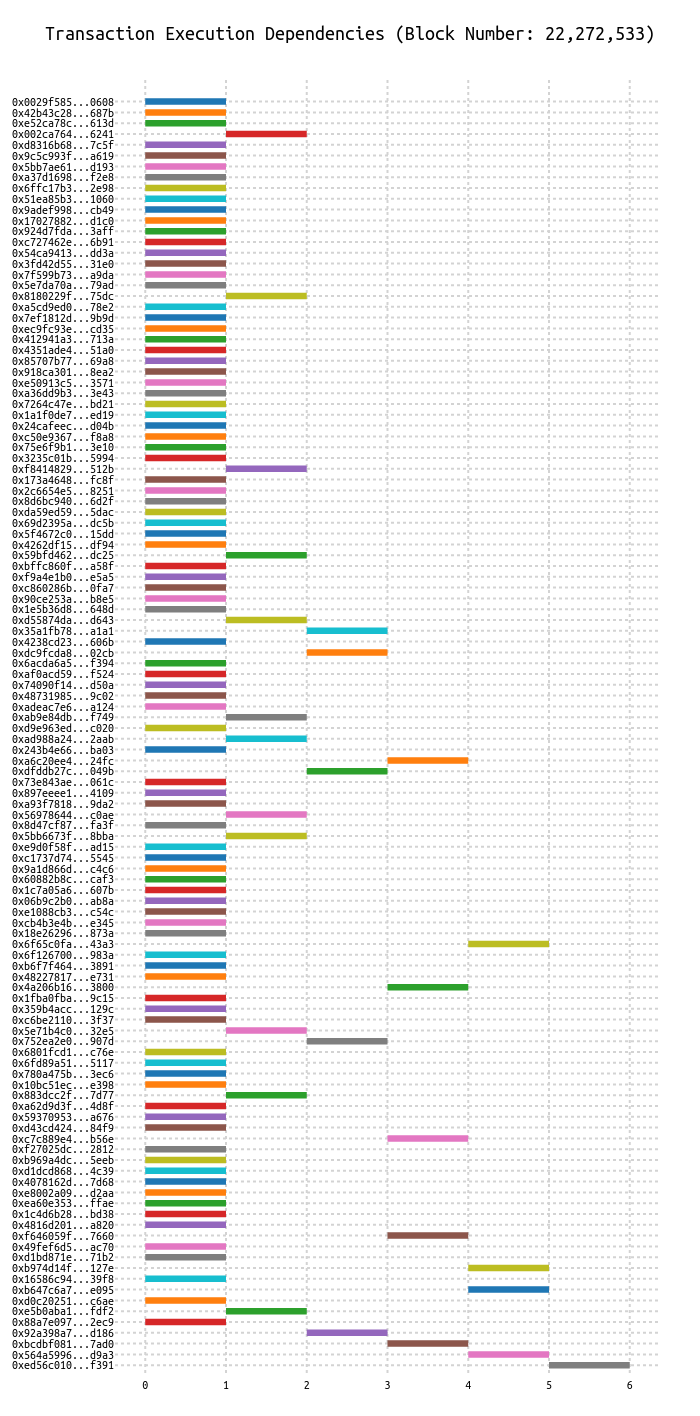 Transaction Execution Dependencies (Block Number: 22,272,533)
0x0029f585...0608
0x42b43c28...687b
0xe52ca78c...613d
0x002ca764...6241
0xd8316b68...7c5f
0x9c5c993f...a619
0x5bb7ae61...d193
0xa37d1698...f2e8
0x6ffc17b3...2e98
0x51ea85b3...1060
0x9adef998...cb49
0x17027882...d1c0
0x924d7fda...3aff
0xc727462e...6b91
0x54ca9413...dd3a
0x3fd42d55...31e0
0x7f599b73...a9da
0x5e7da70a...79ad
0x8180229f...75dc
0xa5cd9ed0...78e2
0x7ef1812d...9b9d
0xec9fc93e...cd35
0x412941a3...713a
0x4351ade4...51a0
0x85707b77...69a8
0x918ca301...8ea2
0xe50913c5...3571
0xa36dd9b3...3e43
0x7264c47e...bd21
0x1a1f0de7...ed19
0x24cafeec...d04b
0xc50e9367...f8a8
0x75e6f9b1...3e10
0x3235c01b...5994
0xf8414829...512b
0x173a4648...fc8f
0x2c6654e5...8251
0x8d6bc940...6d2f
0xda59ed59...5dac
0x69d2395a...dc5b
0x5f4672c0...15dd
0x4262df15...df94
0x59bfd462...dc25
0xbffc860f...a58f
0xf9a4e1b0...e5a5
0xc860286b...0fa7
0x90ce253a...b8e5
0x1e5b36d8...648d
0xd55874da...d643
0x35a1fb78...a1a1
0x4238cd23...606b
0xdc9fcda8...02cb
0x6acda6a5...f394
0xaf0acd59...f524
0x74090f14...d50a
0x48731985...9c02
0xadeac7e6...a124
0xab9e84db...f749
0xd9e963ed...c020
0xad988a24...2aab
0x243b4e66...ba03
0xa6c20ee4...24fc
0xdfddb27c...049b
0x73e843ae...061c
0x897eeee1...4109
0xa93f7818...9da2
0x56978644...c0ae
0x8d47cf87...fa3f
0x5bb6673f...8bba
0xe9d0f58f...ad15
0xc1737d74...5545
0x9a1d866d...c4c6
0x60882b8c...caf3
0x1c7a05a6...607b
0x06b9c2b0...ab8a
0xe1088cb3...c54c
0xcb4b3e4b...e345
0x18e26296...873a
0x6f65c0fa...43a3
0x6f126700...983a
0xb6f7f464...3891
0x48227817...e731
0x4a206b16...3800
0x1fba0fba...9c15
0x359b4acc...129c
0xc6be2110...3f37
0x5e71b4c0...32e5
0x752ea2e0...907d
0x6801fcd1...c76e
0x6fd89a51...5117
0x780a475b...3ec6
0x10bc51ec...e398
0x883dcc2f...7d77
0xa62d9d3f...4d8f
0x59370953...a676
0xd43cd424...84f9
0xc7c889e4...b56e
0xf27025dc...2812
0xb969a4dc...5eeb
0xd1dcd868...4c39
0x4078162d...7d68
0xe8002a09...d2aa
0xea60e353...ffae
0x1c4d6b28...bd38
0x4816d201...a820
0xf646059f...7660
0x49fef6d5...ac70
0xd1bd871e...71b2
0xb974d14f...127e
0x16586c94...39f8
0xb647c6a7...e095
0xd0c20251...c6ae
0xe5b0aba1...fdf2
0x88a7e097...2ec9
0x92a398a7...d186
0xbcdbf081...7ad0
0x564a5996...d9a3
0xed56c010...f391
0 1 2 3 4 5 6